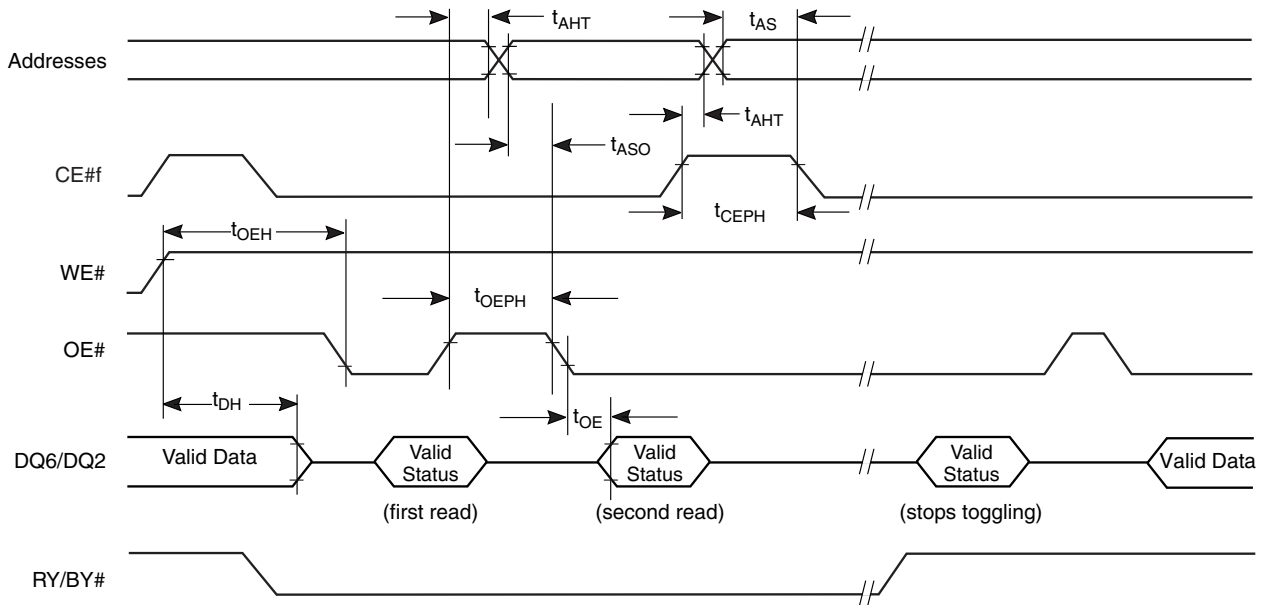 tAHT
tAS
Addresses
tAHT
tASO
CE#f
tCEPH
tOEH
WE#
tOEPH
OE#
tDH
tOE
DQ6/DQ2
Valid Data
Valid
Status
Valid
Status
Valid
Status
Valid Data
(first read)
(second read)
(stops toggling)
RY/BY#